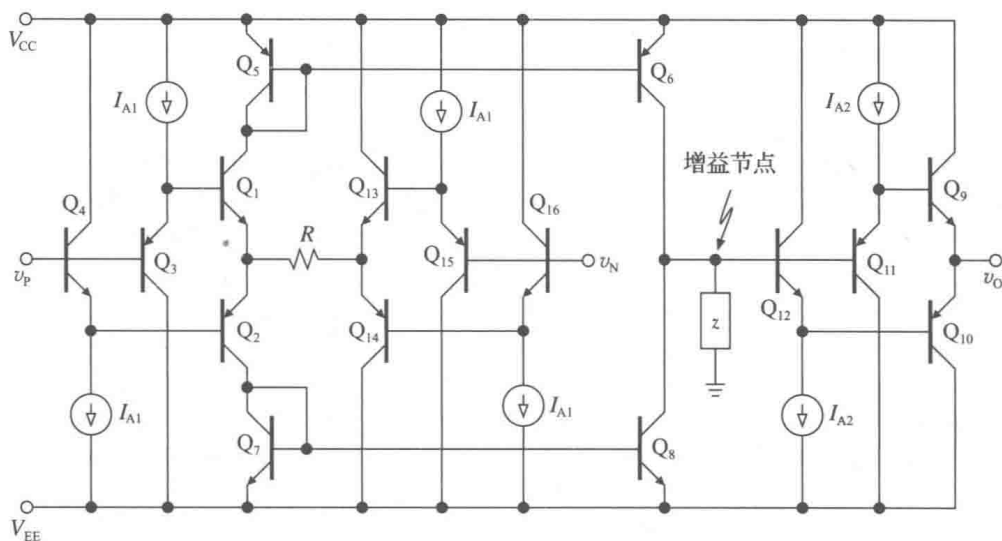 V_CC
Q_5
Q_6
I_A1
I_A1
I_A2
增益节点
Q_4
Q_1
Q_13
Q_16
Q_9
R
v_P
Q_3
Q_15
v_N
Q_11
v_O
Q_2
Q_14
z
Q_12
Q_10
I_A1
I_A1
I_A2
Q_7
Q_8
V_EE